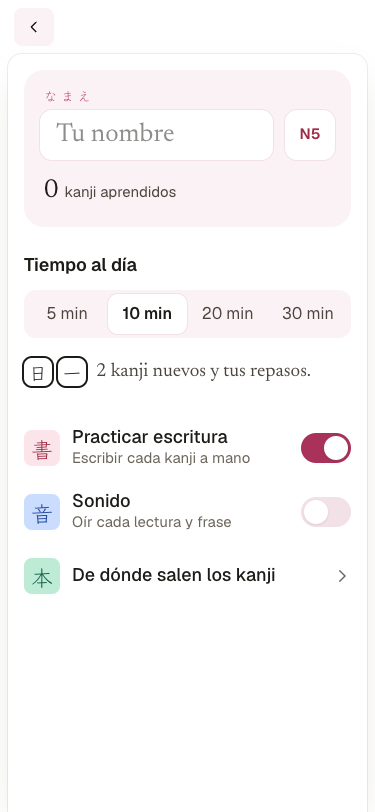 なまえ
Tu nombre
N5
0 kanji aprendidos
Tiempo al día
5 min 10 min 20 min 30 min
日 一 2 kanji nuevos y tus repasos.
書 Practicar escritura
Escribir cada kanji a mano
音 Sonido
Oír cada lectura y frase
本 De dónde salen los kanji